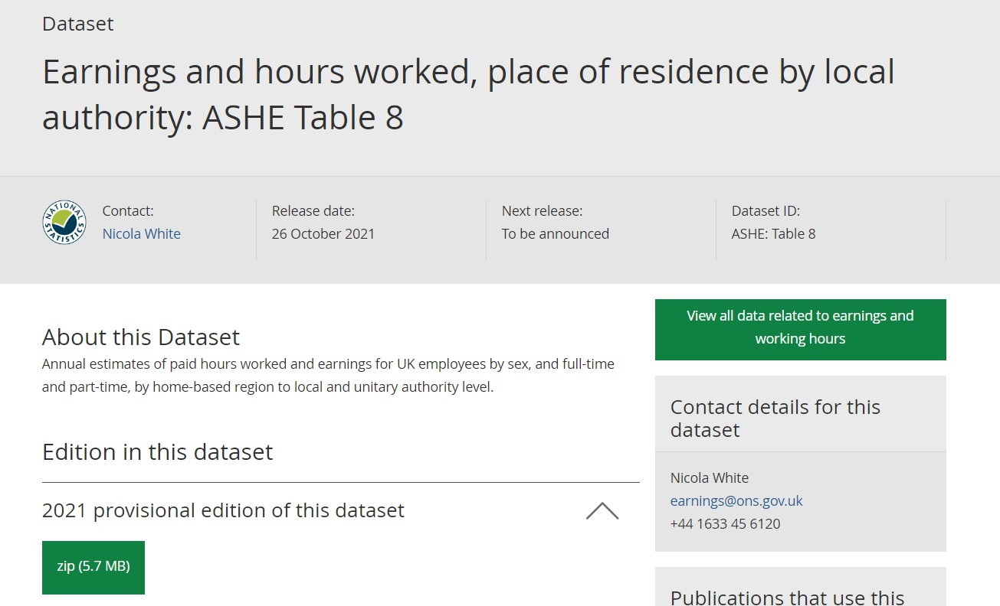 Dataset
Earnings and hours worked, place of residence by local
authority: ASHE Table 8
NATIONAL STATISTICS
Contact:
Nicola White
Release date:
26 October 2021
Next release:
To be announced
Dataset ID:
ASHE: Table 8
About this Dataset
Annual estimates of paid hours worked and earnings for UK employees by sex, and full-time
and part-time, by home-based region to local and unitary authority level.
Edition in this dataset
2021 provisional edition of this dataset
zip (5.7 MB)
View all data related to earnings and
working hours
Contact details for this
dataset
Nicola White
earnings@ons.gov.uk
+44 1633 45 6120
Publications that use this